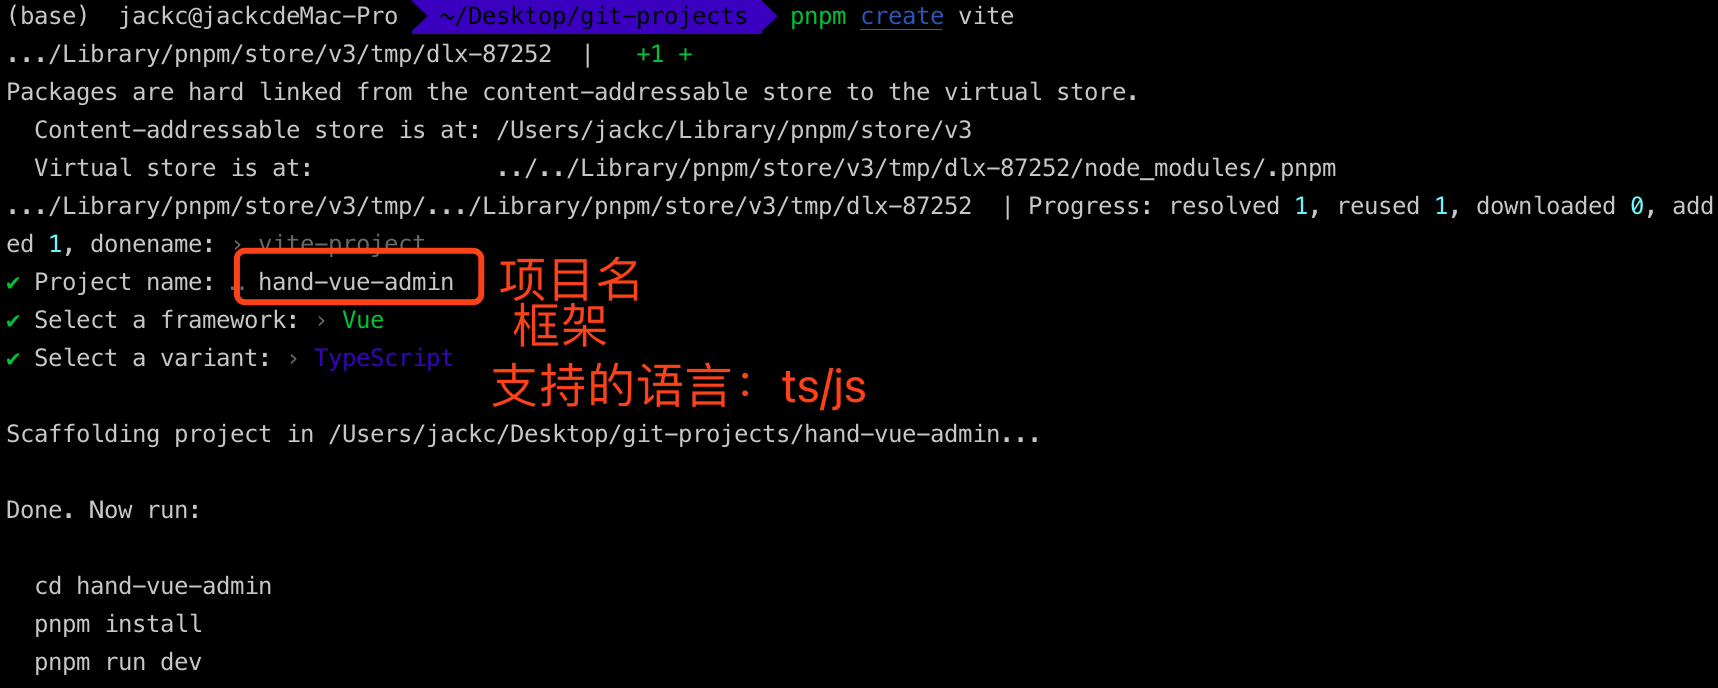 (base) jackc@jackcdeMac-Pro ~/Desktop/git-projects pnpm create vite
.../Library/pnpm/store/v3/tmp/dlx-87252 | +1 +
Packages are hard linked from the content-addressable store to the virtual store.
Content-addressable store is at: /Users/jackc/Library/pnpm/store/v3
Virtual store is at: ../../Library/pnpm/store/v3/tmp/dlx-87252/node_modules/.pnpm
.../Library/pnpm/store/v3/tmp/.../Library/pnpm/store/v3/tmp/dlx-87252 | Progress: resolved 1, reused 1, downloaded 0, add
ed 1, donename: › vite-project
✔ Project name: … hand-vue-admin 项目名
✔ Select a framework: › Vue 框架
✔ Select a variant: › TypeScript
支持的语言：ts/js
Scaffolding project in /Users/jackc/Desktop/git-projects/hand-vue-admin...
Done. Now run:
cd hand-vue-admin
pnpm install
pnpm run dev